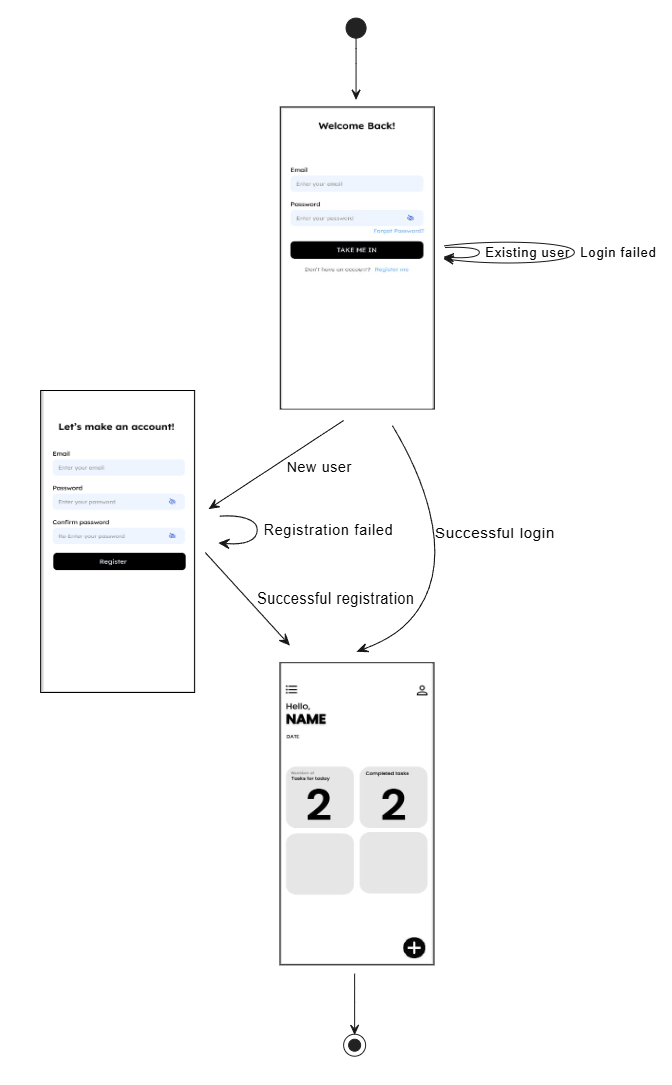 Welcome Back!
Email
Enter your email
Password
Enter your password
Forgot Password?
TAKE ME IN
Don't have an account? Register me
Existing user
Login failed
Let's make an account!
Email
Enter your email
Password
Enter your password
Confirm password
Re-Enter your password
Register
New user
Registration failed
Successful login
Successful registration
Hello,
NAME
DATE
Number of
Tasks for today
2
Completed tasks
2